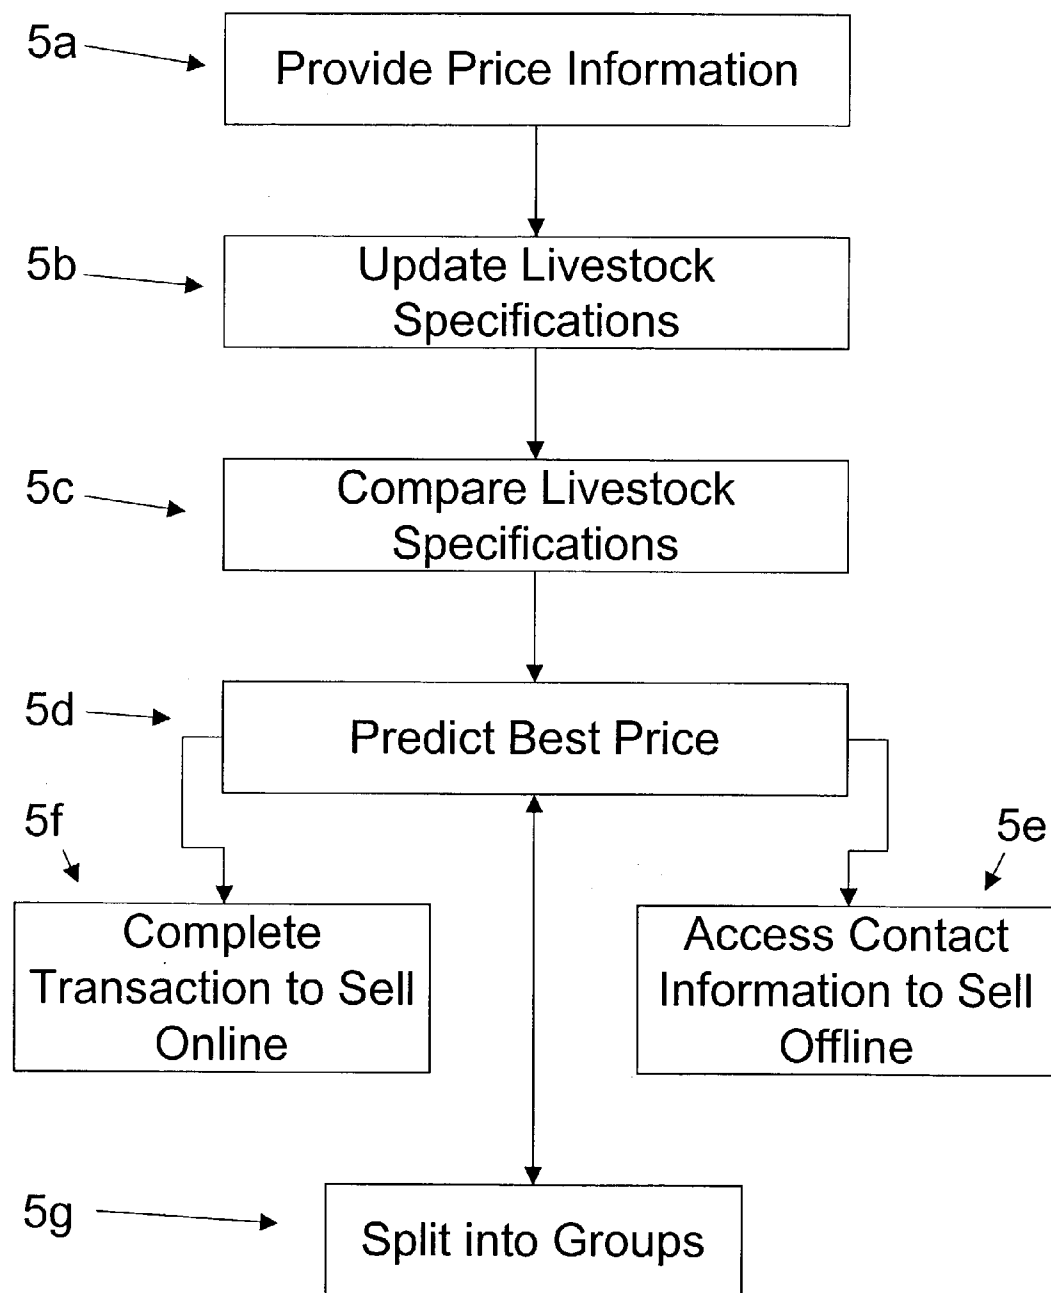 5a
Provide Price Information
5b
Update Livestock
Specifications
5c
Compare Livestock
Specifications
5d
Predict Best Price
5f
5e
Complete
Transaction to Sell
Online
Access Contact
Information to Sell
Offline
5g
Split into Groups